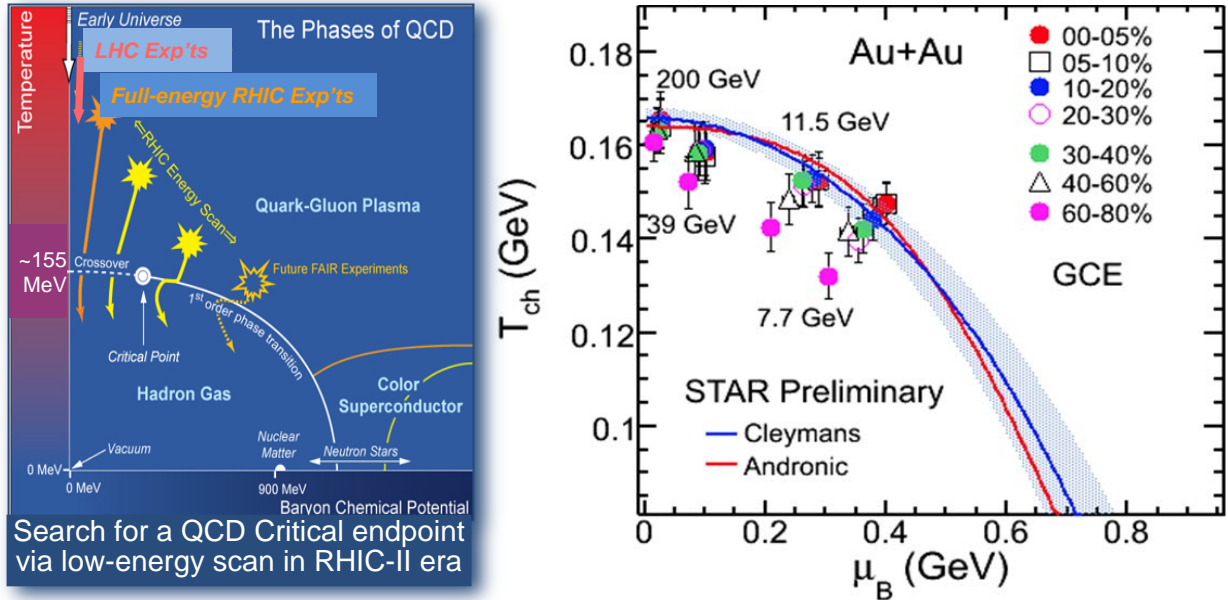 Early Universe
The Phases of QCD
LHC Exp'ts
Full-energy RHIC Exp'ts
Temperature
⇐RHIC Energy Scan⇒
Quark-Gluon Plasma
~155
MeV
Crossover
Future FAIR Experiments
1st order phase transition
Critical Point
Hadron Gas
Color
Superconductor
Vacuum
Nuclear
Matter
Neutron Stars
0 MeV
0 MeV
900 MeV
Baryon Chemical Potential
Search for a QCD Critical endpoint
via low-energy scan in RHIC-II era
Au+Au
200 GeV
11.5 GeV
39 GeV
7.7 GeV
00-05%
05-10%
10-20%
20-30%
30-40%
40-60%
60-80%
GCE
STAR Preliminary
Cleymans
Andronic
T_ch (GeV)
0.18
0.16
0.14
0.12
0.1
0 0.2 0.4 0.6 0.8
μ_B (GeV)